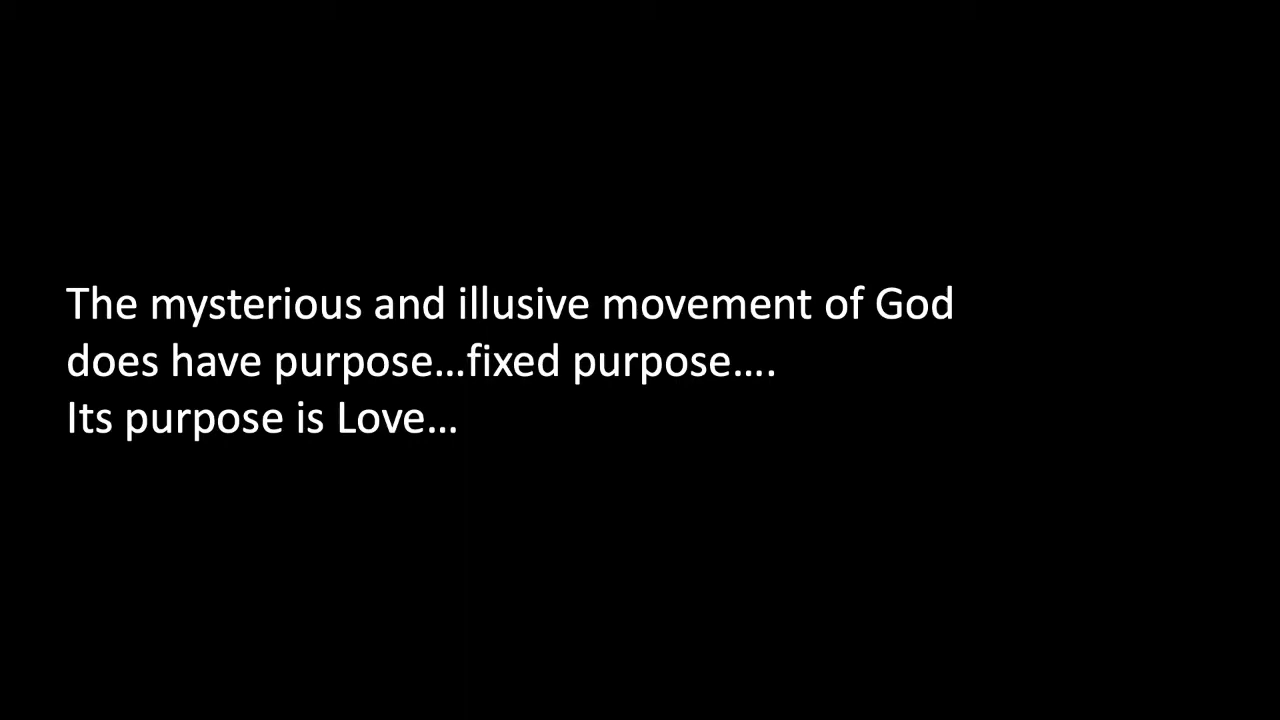 The mysterious and illusive movement of God
does have purpose…fixed purpose….
Its purpose is Love…